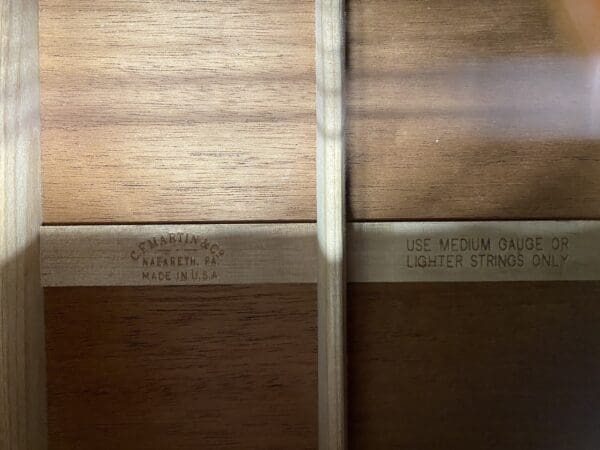 C.F. MARTIN & Co.
NAZARETH, PA.
MADE IN U.S.A
USE MEDIUM GAUGE OR
LIGHTER STRINGS ONLY